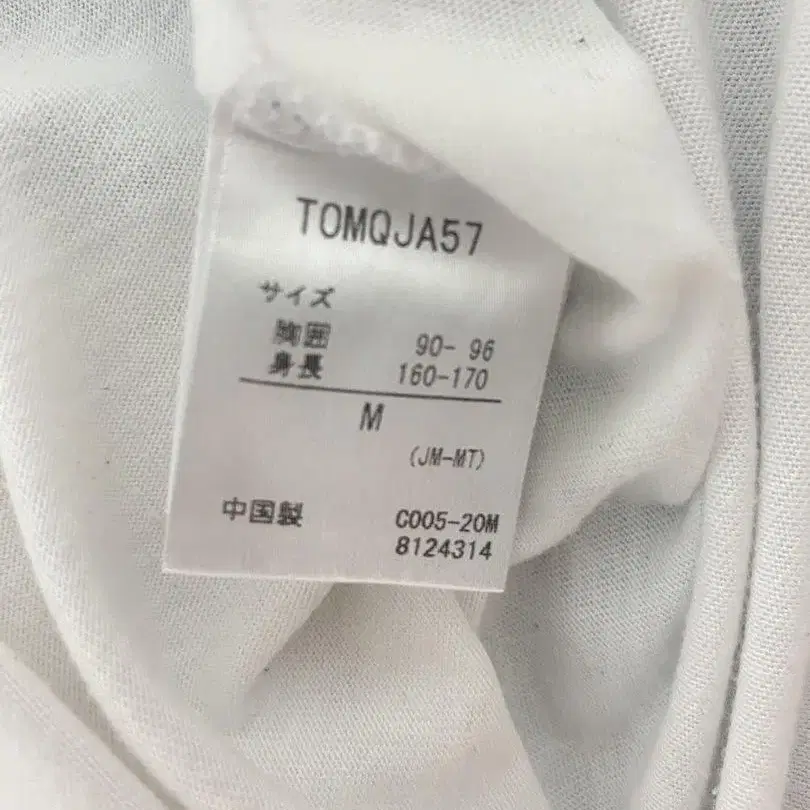 TOMQJA57
サイズ
胸囲 90- 96
身長 160-170
M
(JM-MT)
中国製 C005-20M
8124314